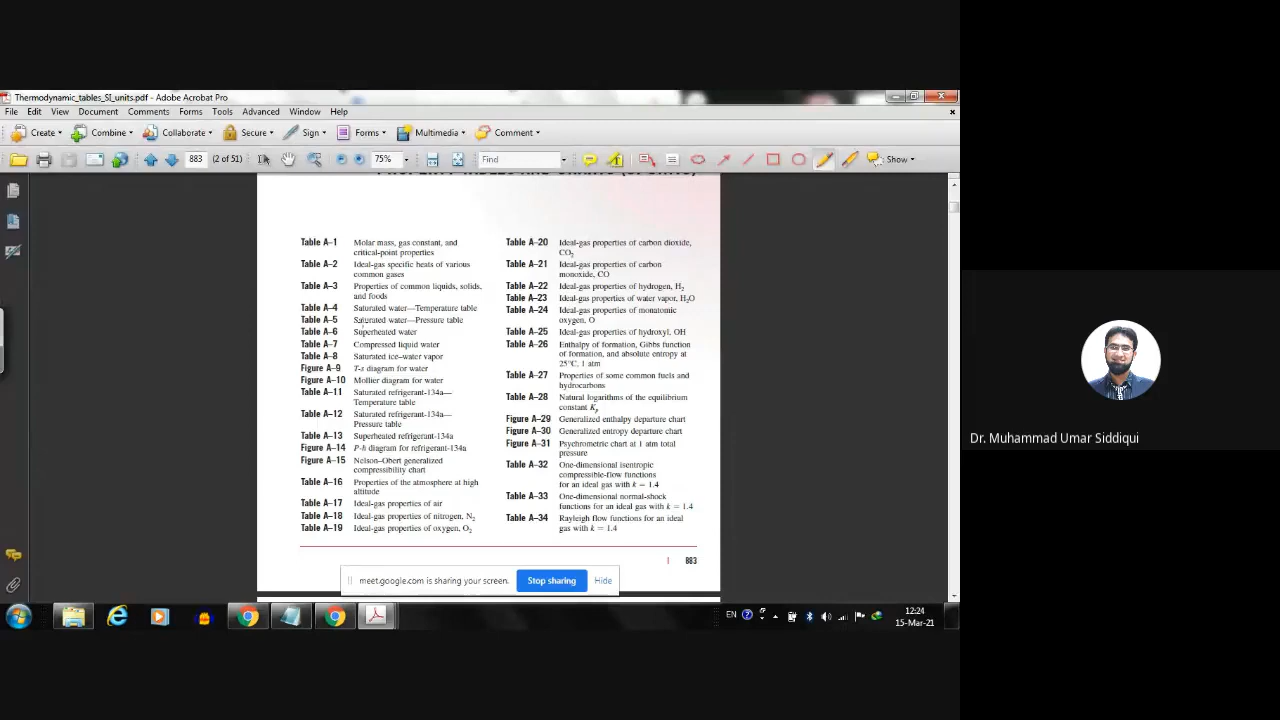 Thermodynamic_tables_SI_units.pdf - Adobe Acrobat Pro
File Edit View Document Comments Forms Tools Advanced Window Help
Create Combine Collaborate Secure Sign Forms Multimedia Comment
883 (2 of 51) 75% Find Show
PROPERTY TABLES AND CHARTS (SI UNITS)
Table A–1 Molar mass, gas constant, and
critical-point properties
Table A–2 Ideal-gas specific heats of various
common gases
Table A–3 Properties of common liquids, solids,
and foods
Table A–4 Saturated water—Temperature table
Table A–5 Saturated water—Pressure table
Table A–6 Superheated water
Table A–7 Compressed liquid water
Table A–8 Saturated ice–water vapor
Figure A–9 T-s diagram for water
Figure A–10 Mollier diagram for water
Table A–11 Saturated refrigerant-134a—
Temperature table
Table A–12 Saturated refrigerant-134a—
Pressure table
Table A–13 Superheated refrigerant-134a
Figure A–14 P-h diagram for refrigerant-134a
Figure A–15 Nelson–Obert generalized
compressibility chart
Table A–16 Properties of the atmosphere at high
altitude
Table A–17 Ideal-gas properties of air
Table A–18 Ideal-gas properties of nitrogen, N2
Table A–19 Ideal-gas properties of oxygen, O2
Table A–20 Ideal-gas properties of carbon dioxide,
CO2
Table A–21 Ideal-gas properties of carbon
monoxide, CO
Table A–22 Ideal-gas properties of hydrogen, H2
Table A–23 Ideal-gas properties of water vapor, H2O
Table A–24 Ideal-gas properties of monatomic
oxygen, O
Table A–25 Ideal-gas properties of hydroxyl, OH
Table A–26 Enthalpy of formation, Gibbs function
of formation, and absolute entropy at
25°C, 1 atm
Table A–27 Properties of some common fuels and
hydrocarbons
Table A–28 Natural logarithms of the equilibrium
constant Kp
Figure A–29 Generalized enthalpy departure chart
Figure A–30 Generalized entropy departure chart
Figure A–31 Psychrometric chart at 1 atm total
pressure
Table A–32 One-dimensional isentropic
compressible-flow functions
for an ideal gas with k = 1.4
Table A–33 One-dimensional normal-shock
functions for an ideal gas with k = 1.4
Table A–34 Rayleigh flow functions for an ideal
gas with k = 1.4
| 883
meet.google.com is sharing your screen. Stop sharing Hide
EN
12:24
15-Mar-21
Dr. Muhammad Umar Siddiqui